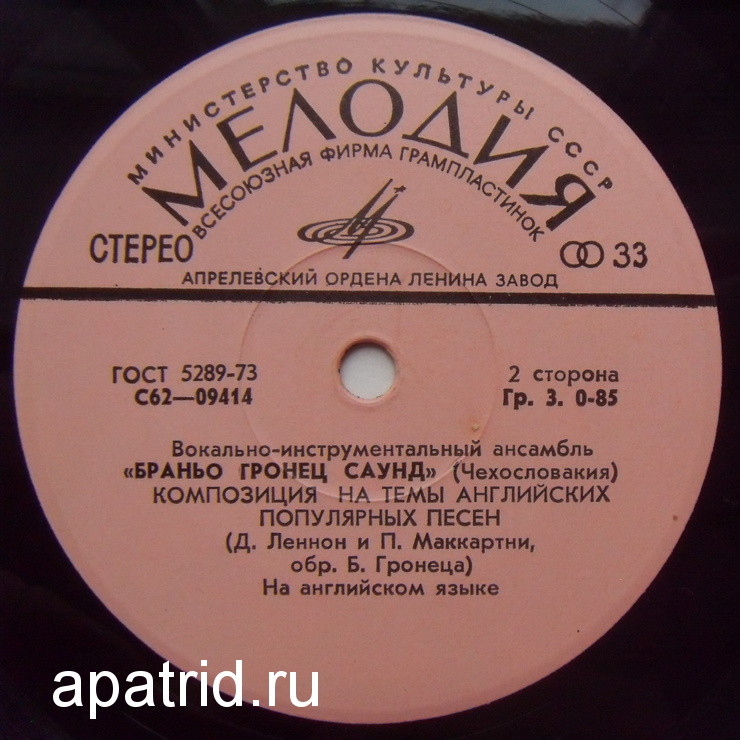 МИНИСТЕРСТВО КУЛЬТУРЫ СССР
МЕЛОДИЯ
ВСЕСОЮЗНАЯ ФИРМА ГРАМПЛАСТИНОК
СТЕРЕО
33
АПРЕЛЕВСКИЙ ОРДЕНА ЛЕНИНА ЗАВОД
ГОСТ 5289-73
2 сторона
С62—09414
Гр. 3. 0-85
Вокально-инструментальный ансамбль
«БРАНЬО ГРОНЕЦ САУНД» (Чехословакия)
КОМПОЗИЦИЯ НА ТЕМЫ АНГЛИЙСКИХ
ПОПУЛЯРНЫХ ПЕСЕН
(Д. Леннон и П. Маккартни,
обр. Б. Гронеца)
На английском языке
apatrid.ru